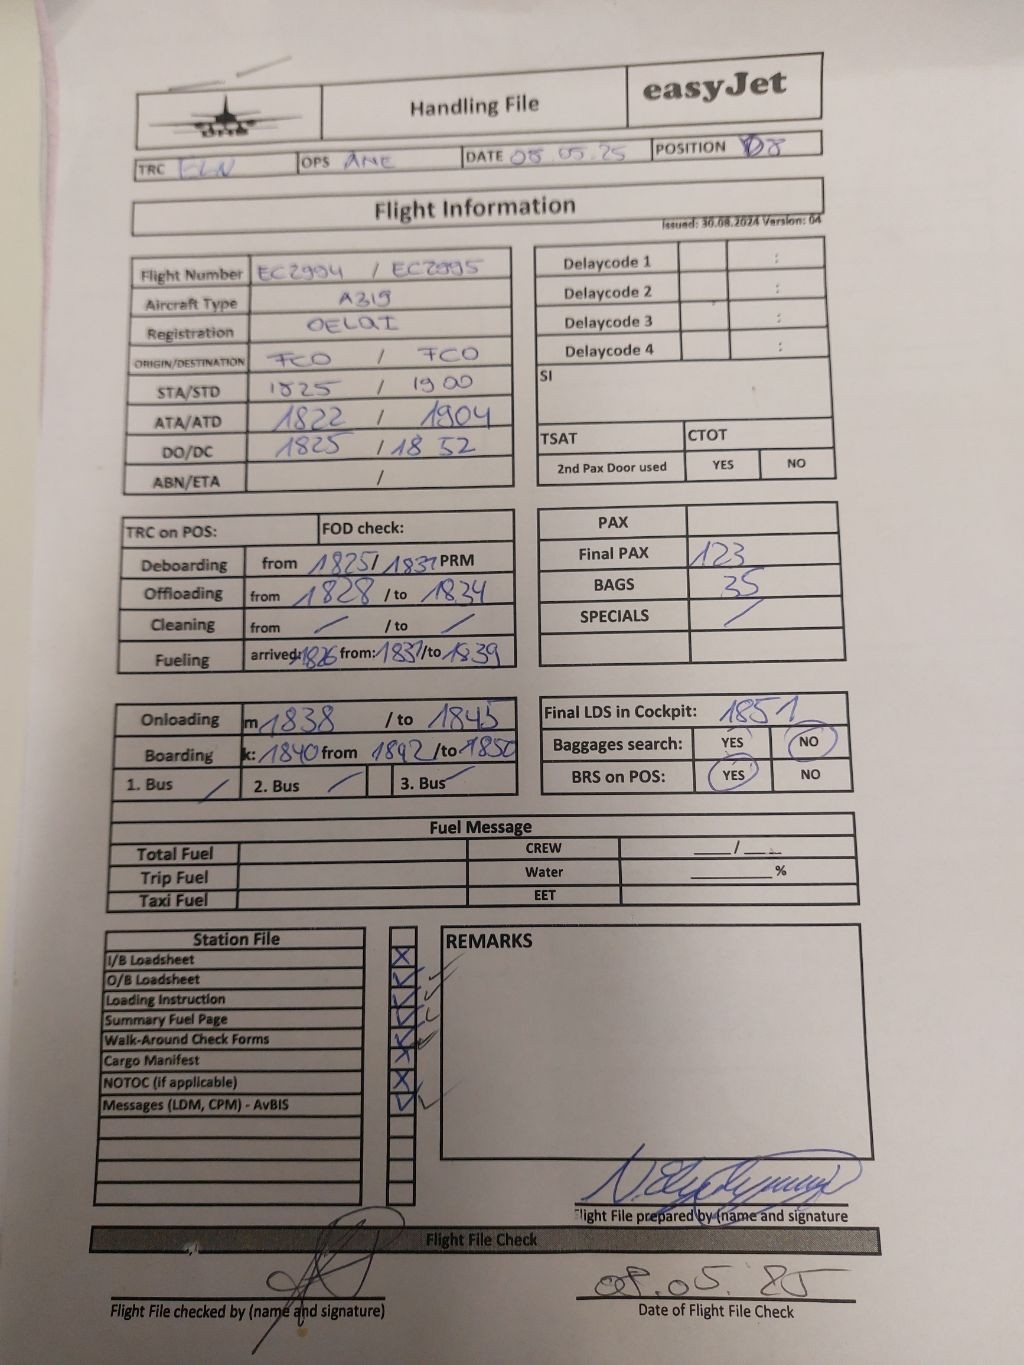 Handling File
easyJet
TRC ELN OPS ANE DATE 08.05.25 POSITION D8
Flight Information
Issued: 30.08.2024 Version: 04
Flight Number EC2994 / EC2995
Aircraft Type A319
Registration OELQI
ORIGIN/DESTINATION FCO / FCO
STA/STD 1825 / 1900
ATA/ATD 1822 / 1904
DO/DC 1825 / 1852
ABN/ETA /
Delaycode 1 :
Delaycode 2 :
Delaycode 3 :
Delaycode 4 :
SI
TSAT CTOT
2nd Pax Door used YES NO
TRC on POS: FOD check:
Deboarding from 1825 / 1837 PRM
Offloading from 1828 / to 1834
Cleaning from / / to /
Fueling arrived: 1826 from: 1837 /to 1839
PAX
Final PAX 123
BAGS 35
SPECIALS /
Onloading m 1838 / to 1845
Boarding k: 1840 from 1842 /to 1850
1. Bus / 2. Bus / 3. Bus /
Final LDS in Cockpit: 1851
Baggages search: YES NO
BRS on POS: YES NO
Fuel Message
Total Fuel CREW ___/___
Trip Fuel Water ______%
Taxi Fuel EET
Station File
I/B Loadsheet X
O/B Loadsheet ✓
Loading Instruction ✓
Summary Fuel Page ✓
Walk-Around Check Forms ✓
Cargo Manifest X
NOTOC (if applicable) X
Messages (LDM, CPM) - AvBIS ✓
REMARKS
Flight File prepared by (name and signature
Flight File Check
08.05.25
Flight File checked by (name and signature)
Date of Flight File Check